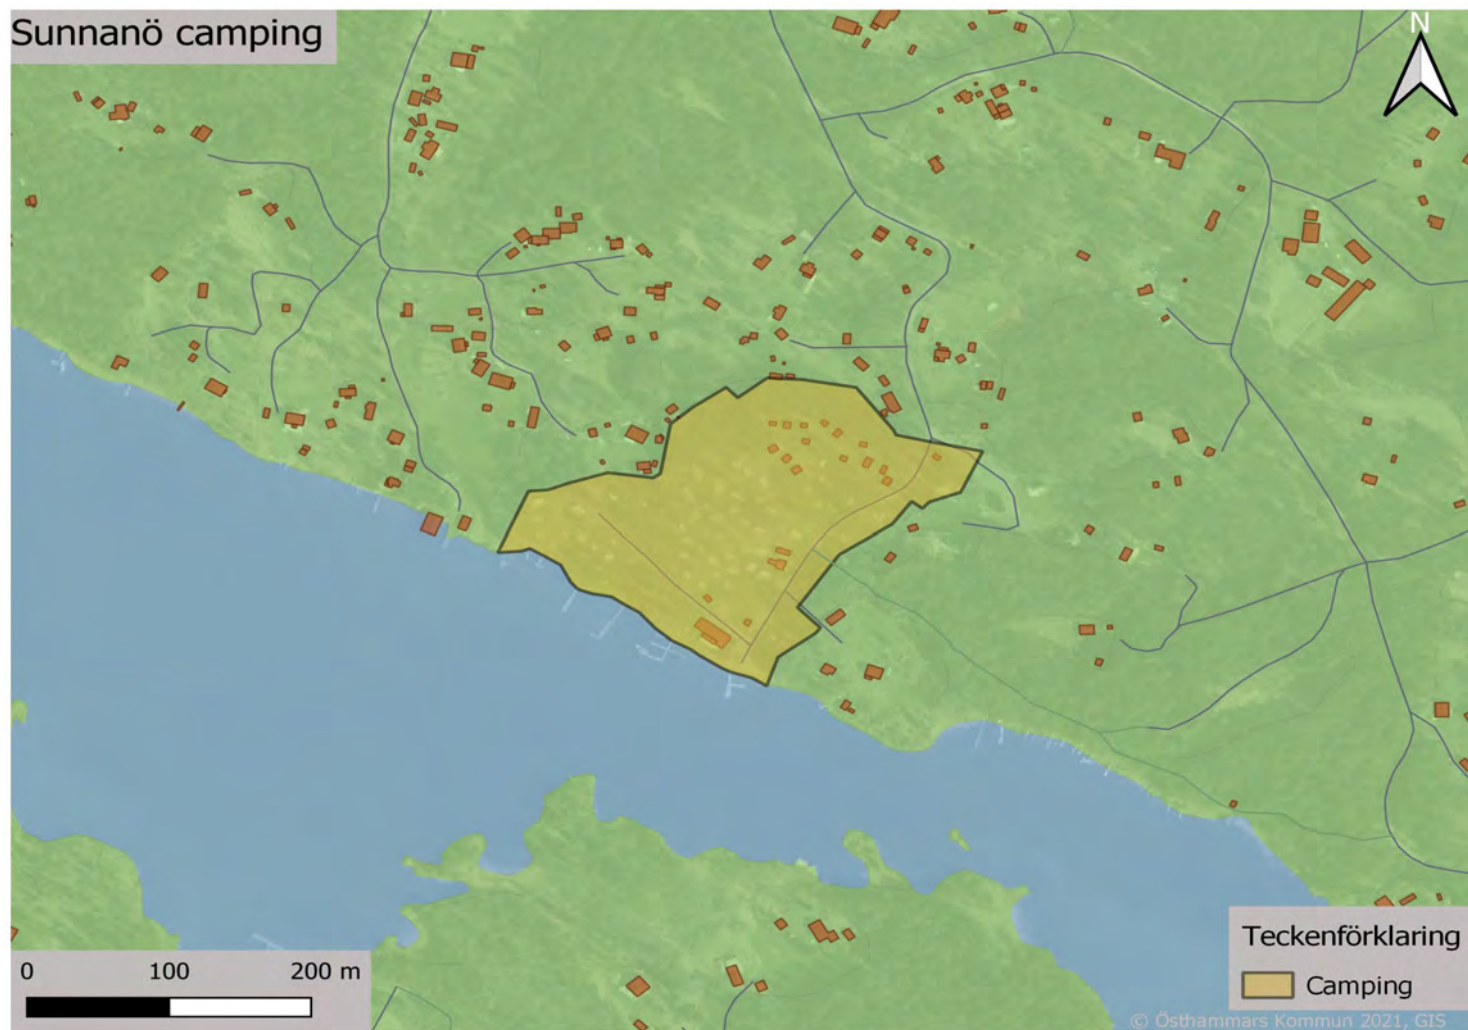 Sunnanö camping
N
0 100 200 m
Teckenförklaring
Camping
© Östhammars Kommun 2021, GIS